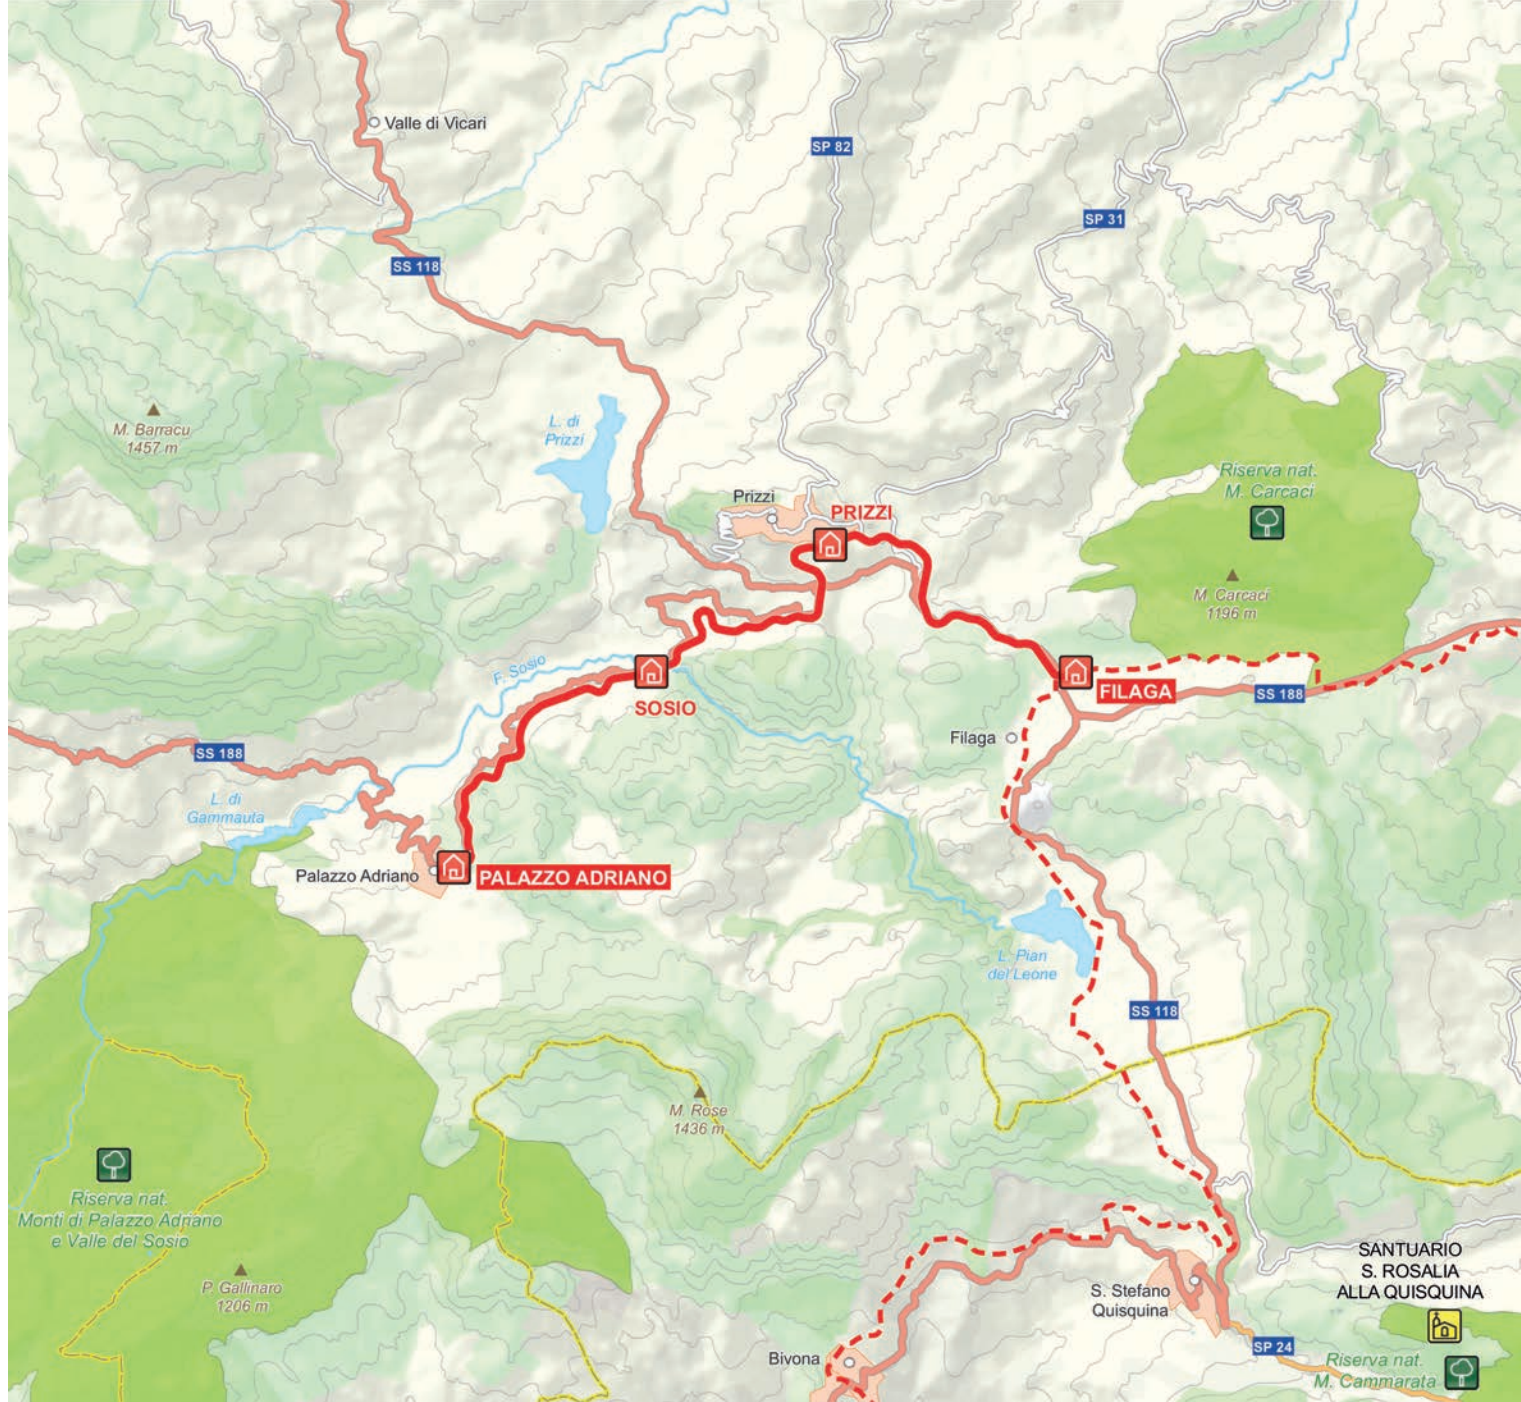 Valle di Vicari
SP 82
SP 31
SS 118
M. Barracu
1457 m
L. di
Prizzi
Riserva nat.
M. Carcaci
Prizzi
PRIZZI
M. Carcaci
1196 m
F. Sosio
SOSIO
FILAGA
SS 188
Filaga
SS 188
L. di
Gammauta
Palazzo Adriano
PALAZZO ADRIANO
L. Pian
del Leone
SS 118
M. Rose
1436 m
Riserva nat.
Monti di Palazzo Adriano
e Valle del Sosio
P. Gallinaro
1206 m
S. Stefano
Quisquina
SANTUARIO
S. ROSALIA
ALLA QUISQUINA
SP 24
Bivona
Riserva nat.
M. Cammarata